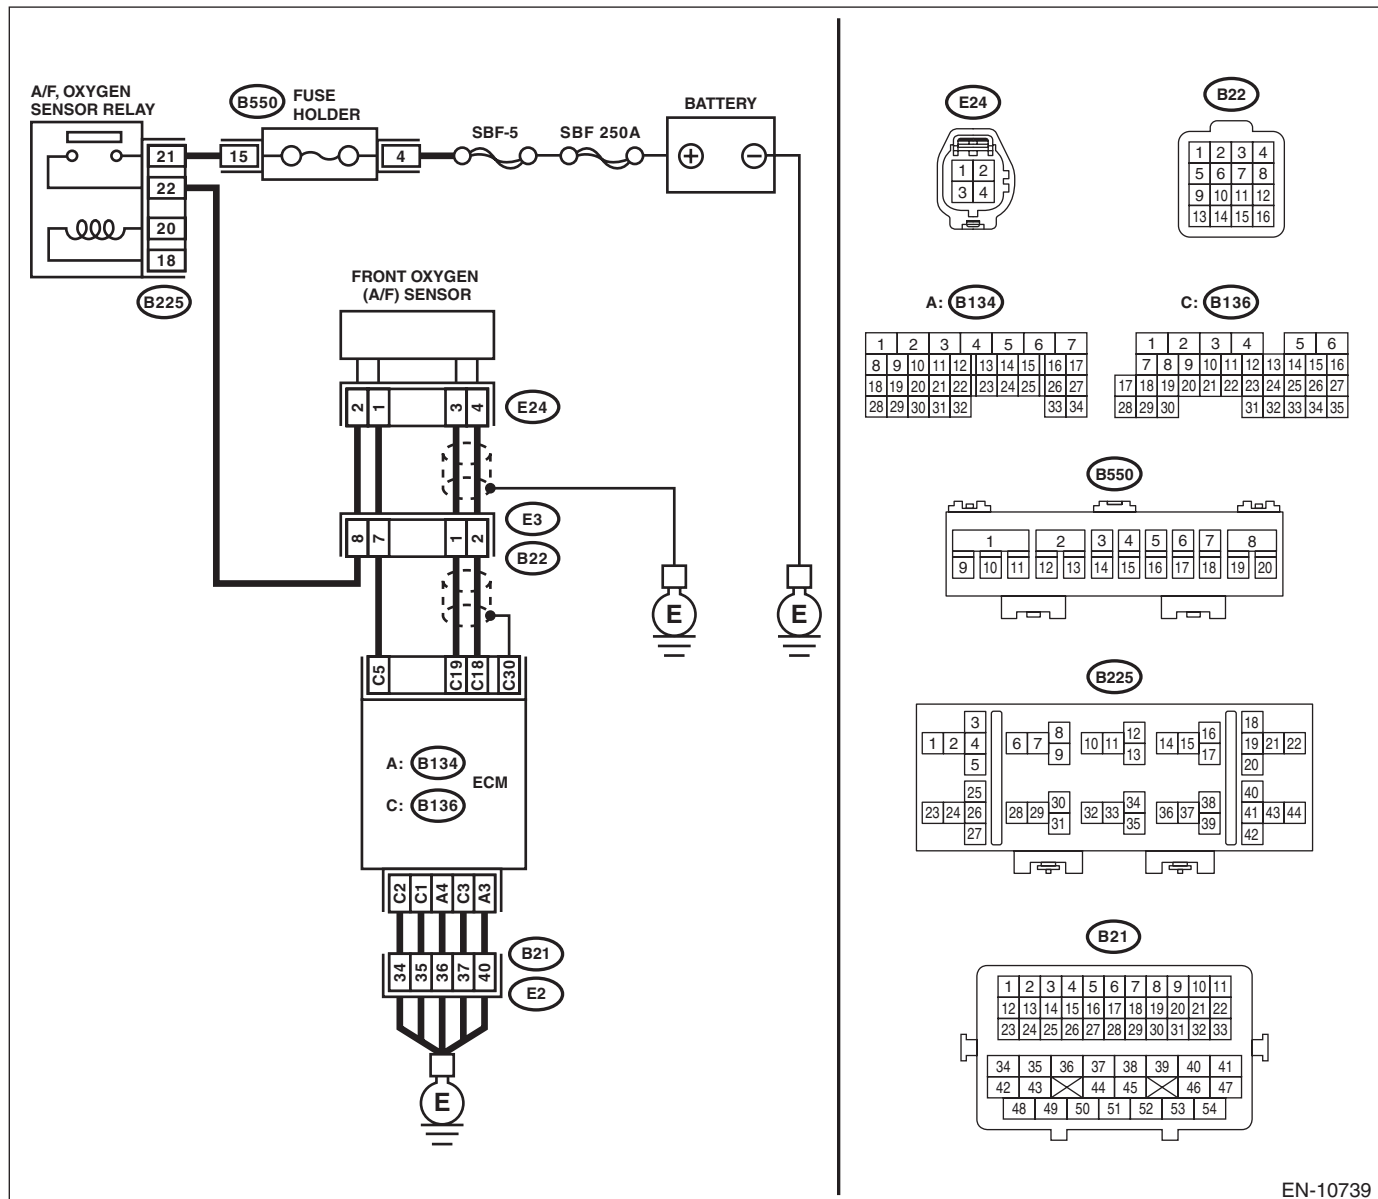 A/F, OXYGEN
SENSOR RELAY
B550
FUSE
HOLDER
SBF-5
SBF 250A
BATTERY
21
15
4
22
20
18
B225
FRONT OXYGEN
(A/F) SENSOR
2 1 3 4
E24
E3
8 7 1 2
B22
E
E
C5 C19 C18 C30
A: B134
ECM
C: B136
C2 C1 A4 C3 A3
B21
34 35 36 37 40
E2
E
E24
1 2
3 4
B22
1 2 3 4
5 6 7 8
9 10 11 12
13 14 15 16
A: B134
1 2 3 4 5 6 7
8 9 10 11 12 13 14 15 16 17
18 19 20 21 22 23 24 25 26 27
28 29 30 31 32 33 34
C: B136
1 2 3 4 5 6
7 8 9 10 11 12 13 14 15 16
17 18 19 20 21 22 23 24 25 26 27
28 29 30 31 32 33 34 35
B550
1 2 3 4 5 6 7 8
9 10 11 12 13 14 15 16 17 18 19 20
B225
3 8 12 16 18
1 2 4 6 7 10 11 14 15 19 21 22
5 9 13 17 20
25 30 34 38 40
23 24 26 28 29 32 33 36 37 41 43 44
27 31 35 39 42
B21
1 2 3 4 5 6 7 8 9 10 11
12 13 14 15 16 17 18 19 20 21 22
23 24 25 26 27 28 29 30 31 32 33
34 35 36 37 38 39 40 41
42 43 44 45 46 47
48 49 50 51 52 53 54
EN-10739